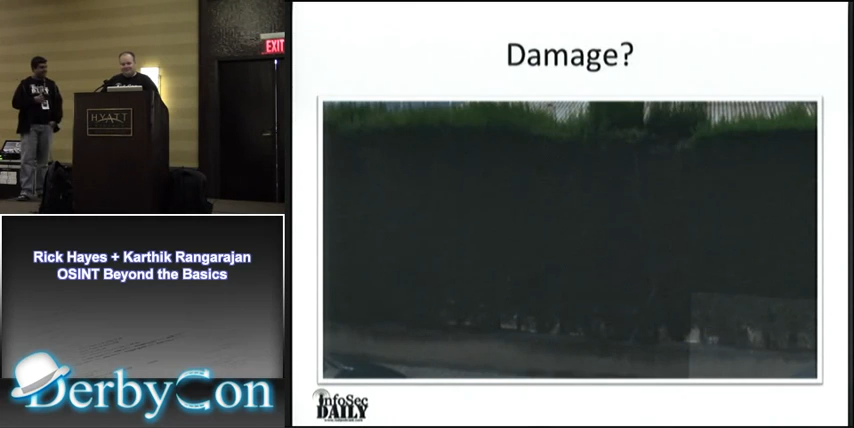 EXIT
HYATT
Rick Hayes + Karthik Rangarajan
OSINT Beyond the Basics
DerbyCon
Damage?
InfoSec
DAILY